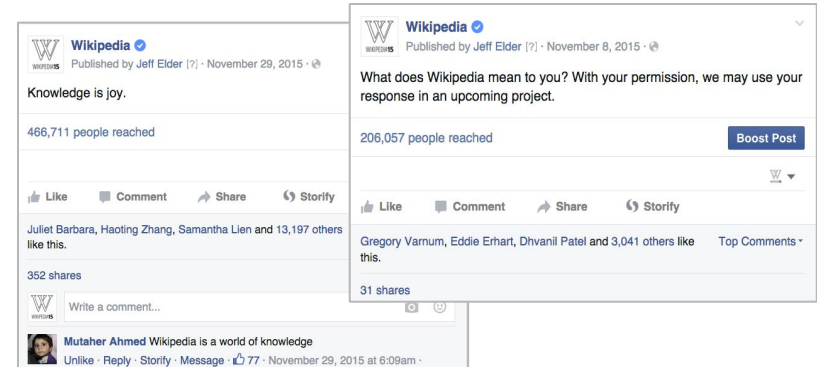 Wikipedia
Published by Jeff Elder [?] · November 29, 2015 ·
Knowledge is joy.
466,711 people reached
Like Comment Share Storify
Juliet Barbara, Haoting Zhang, Samantha Lien and 13,197 others
like this.
352 shares
WIKIPEDIA15
Write a comment...
Mutaher Ahmed Wikipedia is a world of knowledge
Unlike · Reply · Storify · Message · 77 · November 29, 2015 at 6:09am ·
WIKIPEDIA15
Wikipedia
Published by Jeff Elder [?] · November 8, 2015 ·
What does Wikipedia mean to you? With your permission, we may use your
response in an upcoming project.
206,057 people reached Boost Post
Like Comment Share Storify
Gregory Varnum, Eddie Erhart, Dhvanil Patel and 3,041 others like Top Comments
this.
31 shares